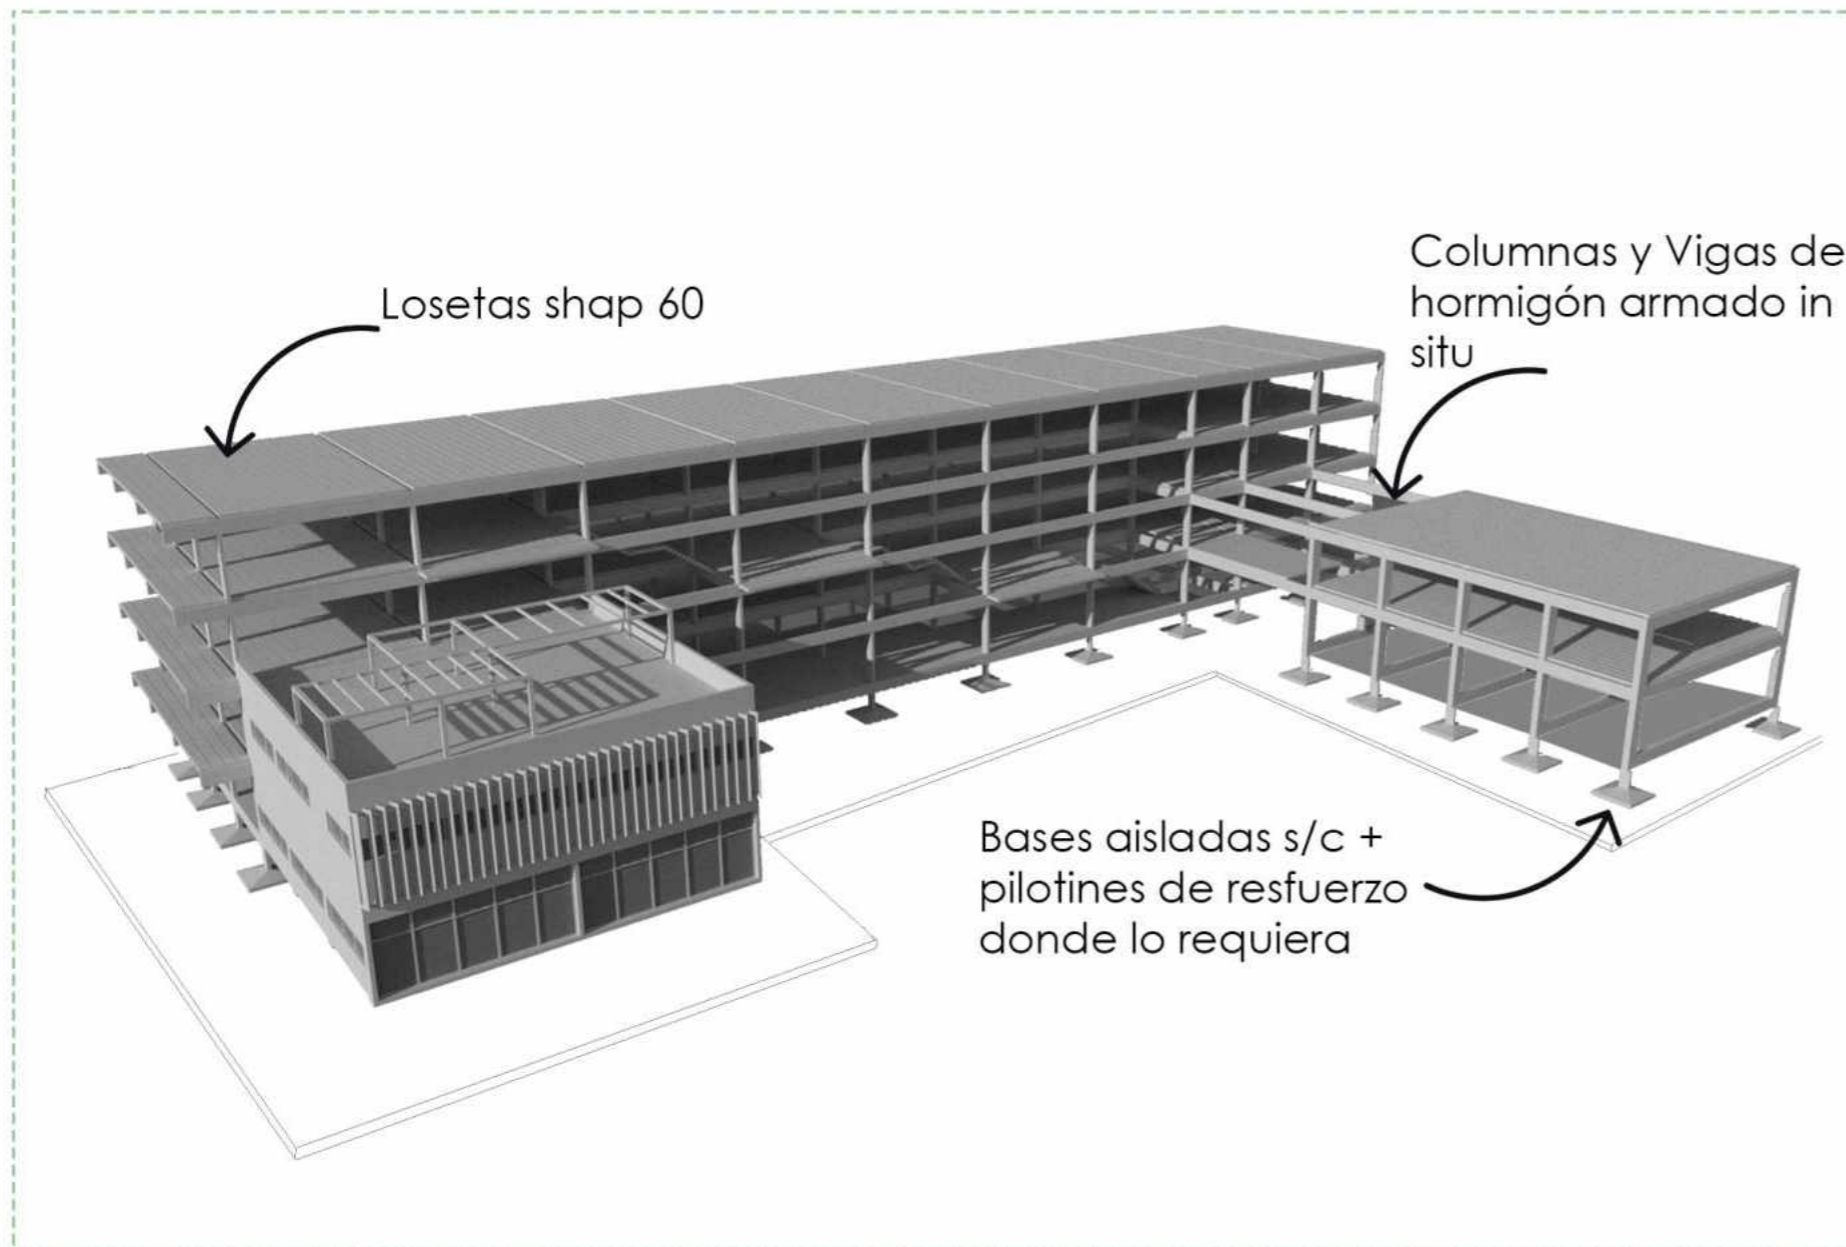 Losetas shap 60
Columnas y Vigas de
hormigón armado in
situ
Bases aisladas s/c +
pilotines de resfuerzo
donde lo requiera